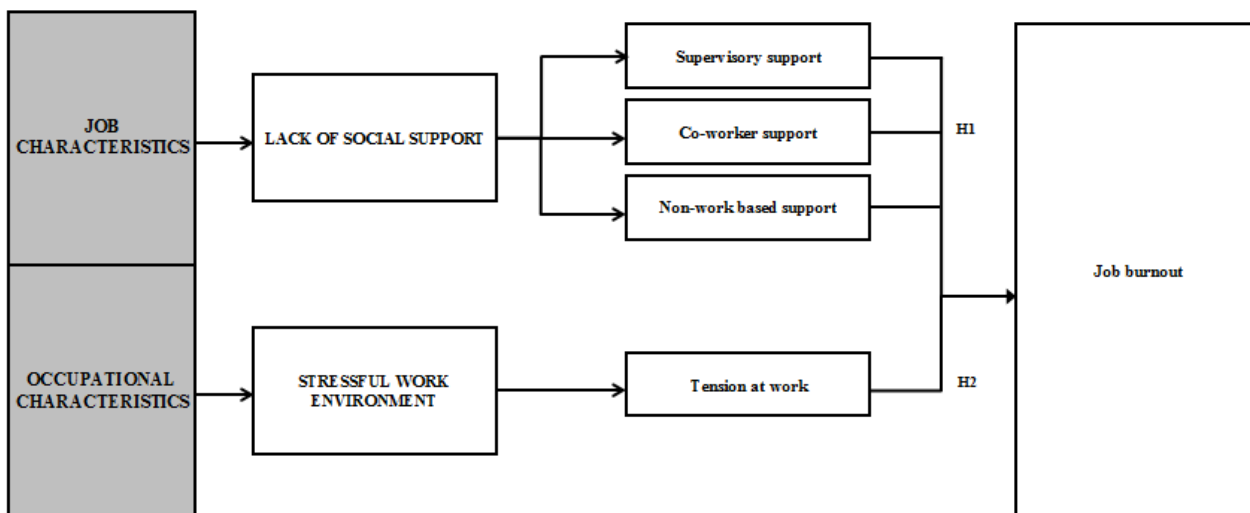 JOB
CHARACTERISTICS
LACK OF SOCIAL SUPPORT
Supervisory support
Co-worker support
Non-work based support
H1
Job burnout
OCCUPATIONAL
CHARACTERISTICS
STRESSFUL WORK
ENVIRONMENT
Tension at work
H2